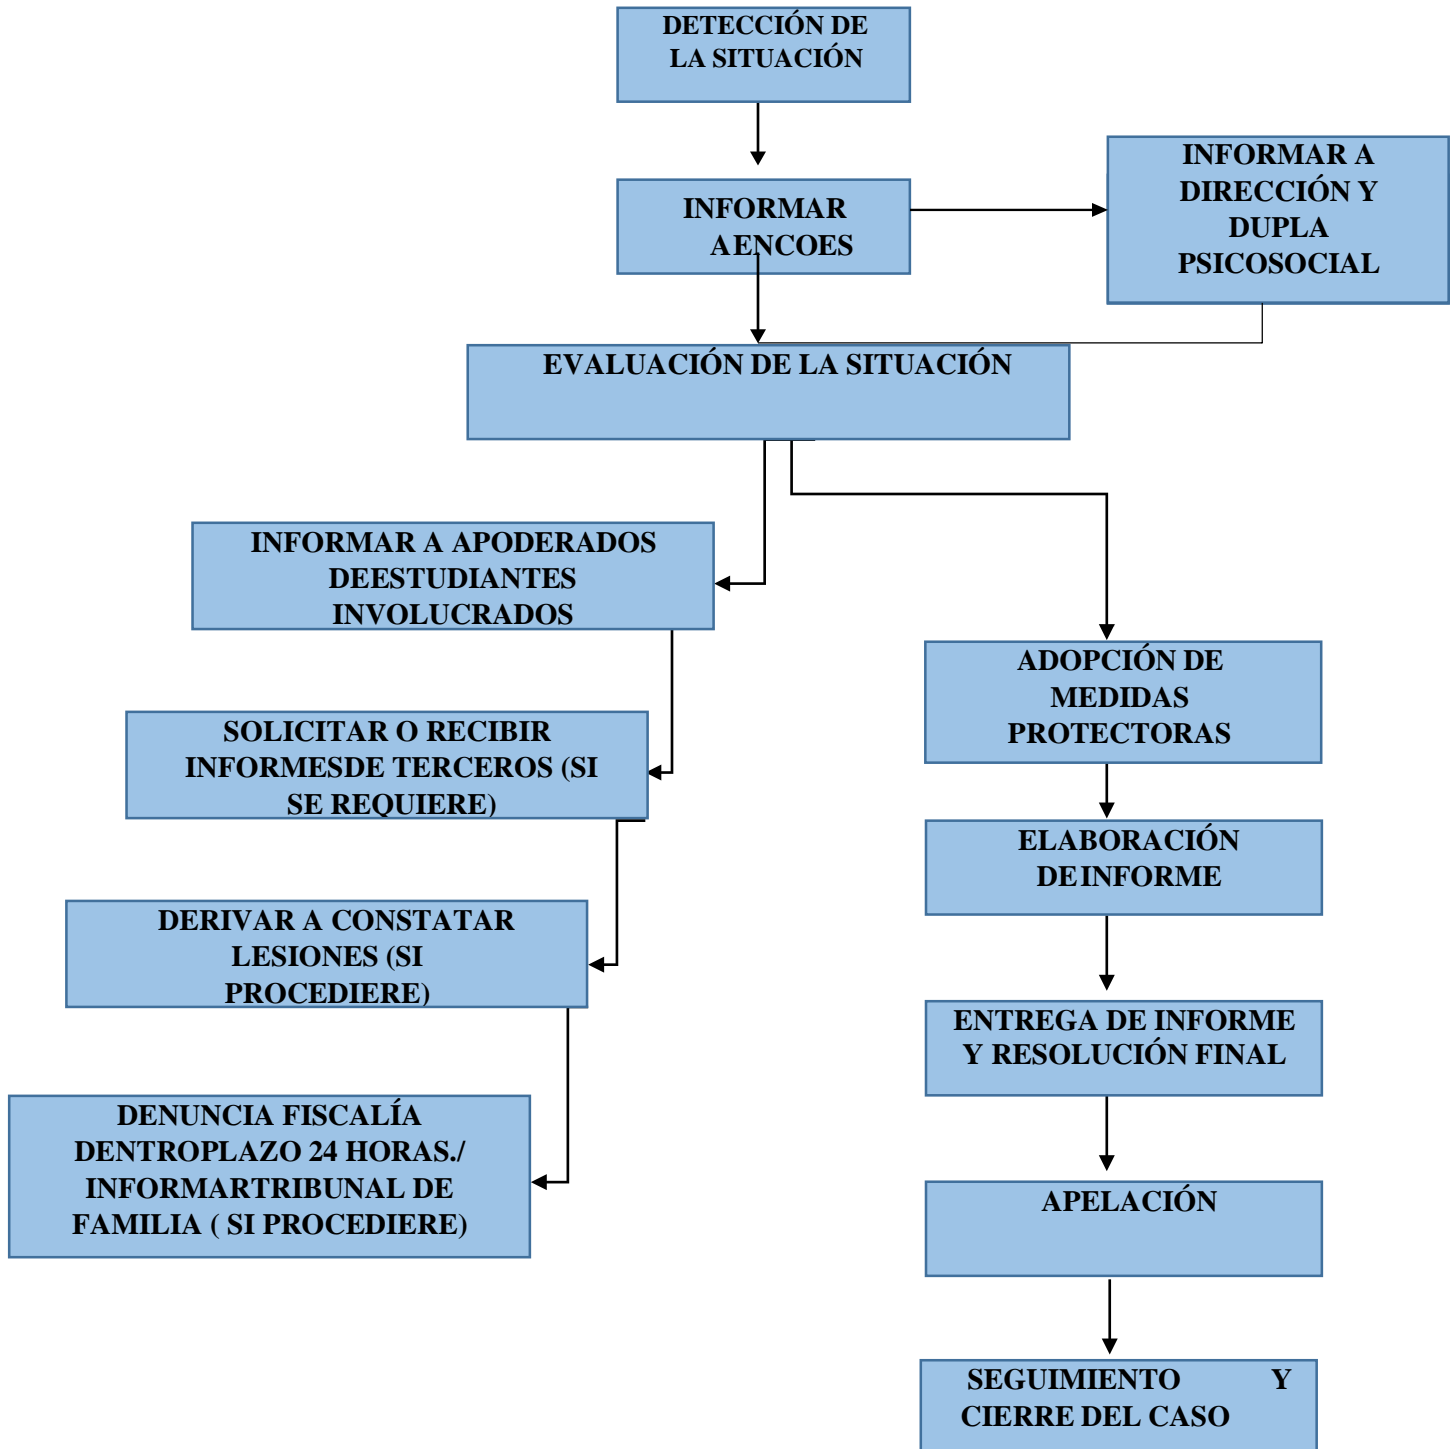 DETECCIÓN DE
LA SITUACIÓN
INFORMAR
AENCOES
INFORMAR A
DIRECCIÓN Y
DUPLA
PSICOSOCIAL
EVALUACIÓN DE LA SITUACIÓN
INFORMAR A APODERADOS
DEESTUDIANTES
INVOLUCRADOS
SOLICITAR O RECIBIR
INFORMESDE TERCEROS (SI
SE REQUIERE)
DERIVAR A CONSTATAR
LESIONES (SI
PROCEDIERE)
DENUNCIA FISCALÍA
DENTROPLAZO 24 HORAS./
INFORMARTRIBUNAL DE
FAMILIA ( SI PROCEDIERE)
ADOPCIÓN DE
MEDIDAS
PROTECTORAS
ELABORACIÓN
DEINFORME
ENTREGA DE INFORME
Y RESOLUCIÓN FINAL
APELACIÓN
SEGUIMIENTO Y
CIERRE DEL CASO